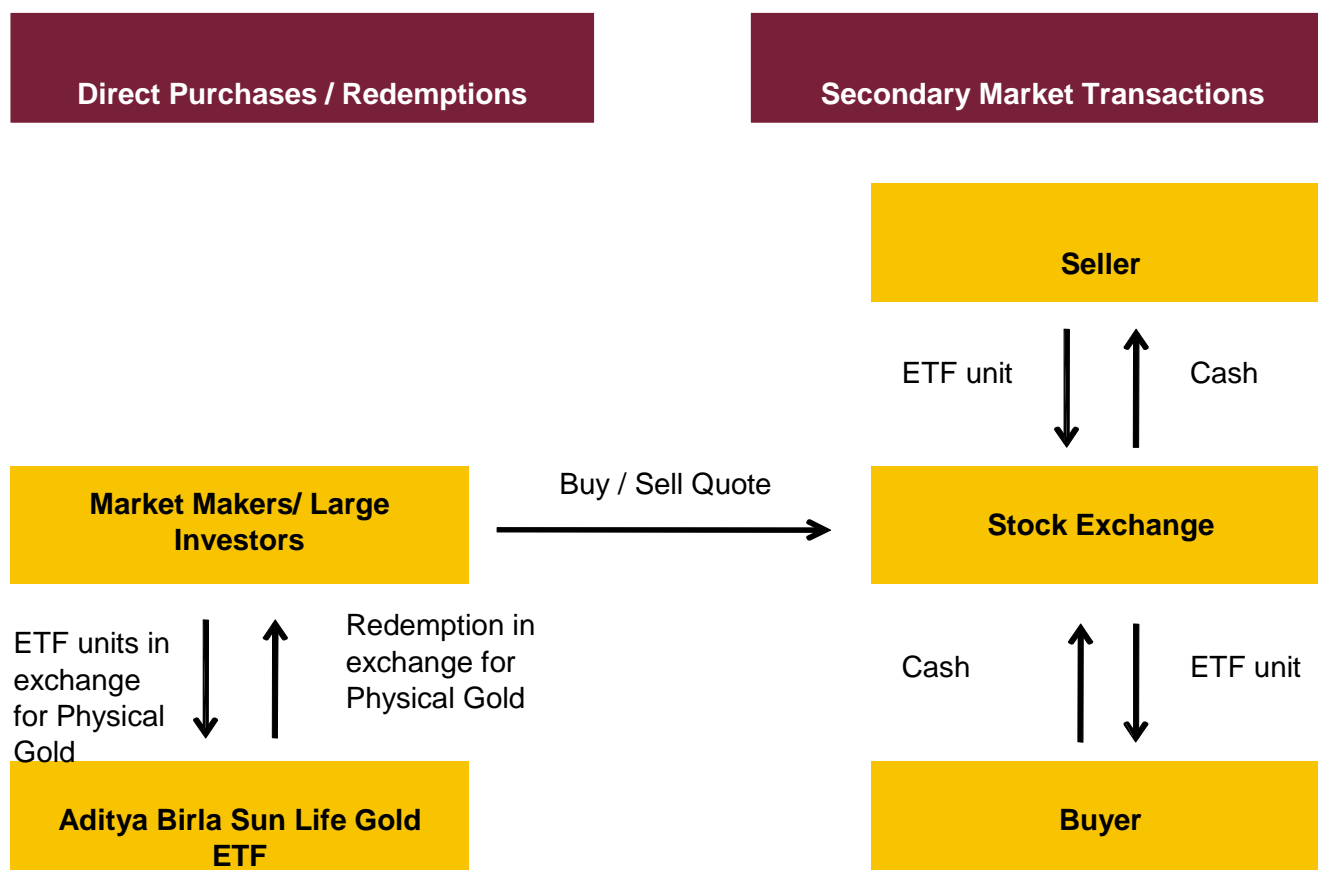 Direct Purchases / Redemptions
Secondary Market Transactions
Seller
ETF unit
Cash
Market Makers/ Large
Investors
Buy / Sell Quote
Stock Exchange
ETF units in
exchange
for Physical
Gold
Redemption in
exchange for
Physical Gold
Cash
ETF unit
Aditya Birla Sun Life Gold
ETF
Buyer